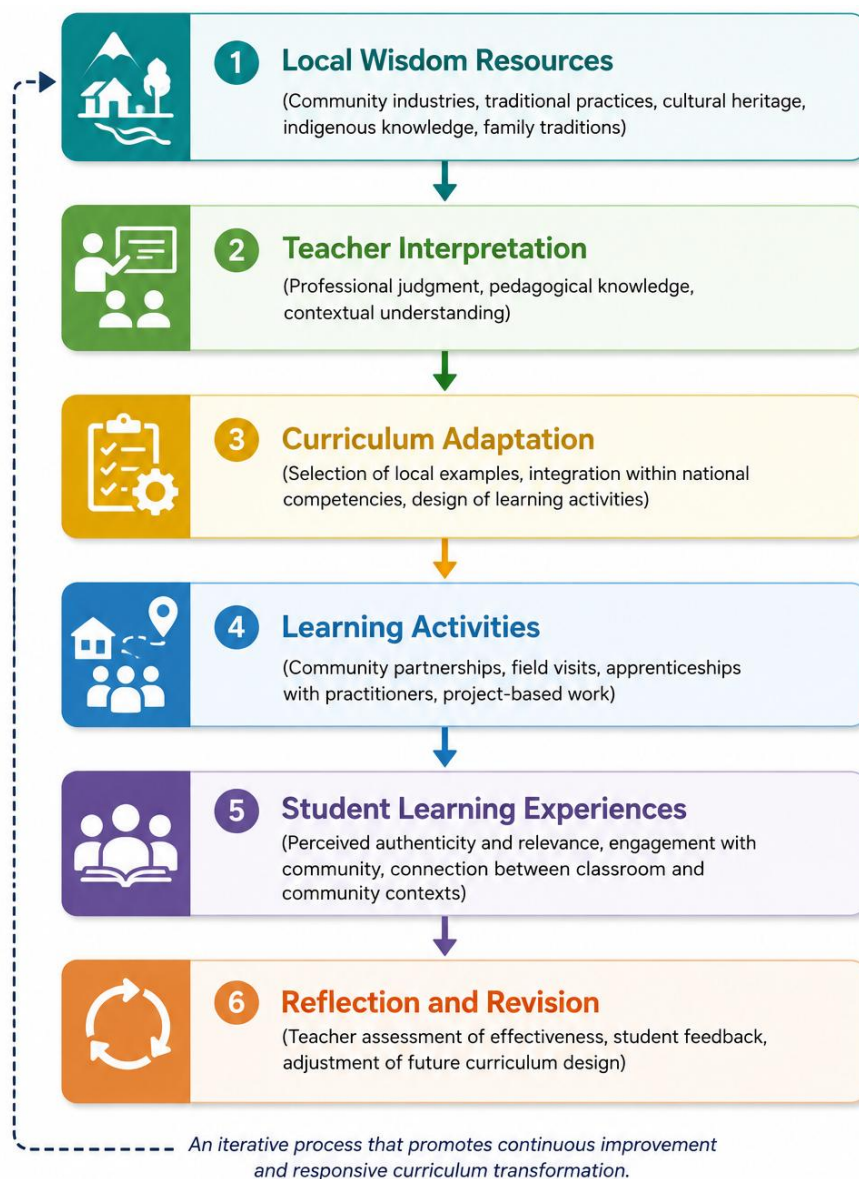 1 Local Wisdom Resources
(Community industries, traditional practices, cultural heritage,
indigenous knowledge, family traditions)
2 Teacher Interpretation
(Professional judgment, pedagogical knowledge,
contextual understanding)
3 Curriculum Adaptation
(Selection of local examples, integration within national
competencies, design of learning activities)
4 Learning Activities
(Community partnerships, field visits, apprenticeships
with practitioners, project-based work)
5 Student Learning Experiences
(Perceived authenticity and relevance, engagement with
community, connection between classroom and
community contexts)
6 Reflection and Revision
(Teacher assessment of effectiveness, student feedback,
adjustment of future curriculum design)
An iterative process that promotes continuous improvement
and responsive curriculum transformation.